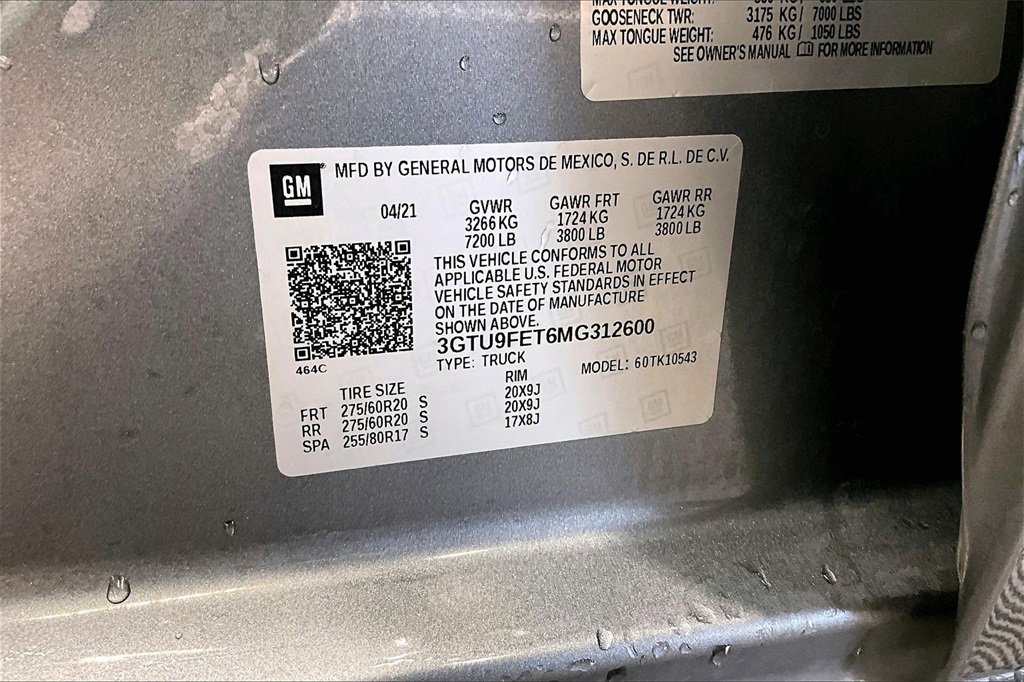 MAX TONGUE WEIGHT:
GOOSENECK TWR: 3175 KG / 7000 LBS
MAX TONGUE WEIGHT: 476 KG / 1050 LBS
SEE OWNER'S MANUAL FOR MORE INFORMATION
GM ® MFD BY GENERAL MOTORS DE MEXICO, S. DE R.L. DE C.V.
04/21 GVWR GAWR FRT GAWR RR
3266 KG 1724 KG 1724 KG
7200 LB 3800 LB 3800 LB
THIS VEHICLE CONFORMS TO ALL
APPLICABLE U.S. FEDERAL MOTOR
VEHICLE SAFETY STANDARDS IN EFFECT
ON THE DATE OF MANUFACTURE
SHOWN ABOVE.
3GTU9FET6MG312600
TYPE: TRUCK MODEL: 60TK10543
464C
TIRE SIZE RIM
FRT 275/60R20 S 20X9J
RR 275/60R20 S 20X9J
SPA 255/80R17 S 17X8J